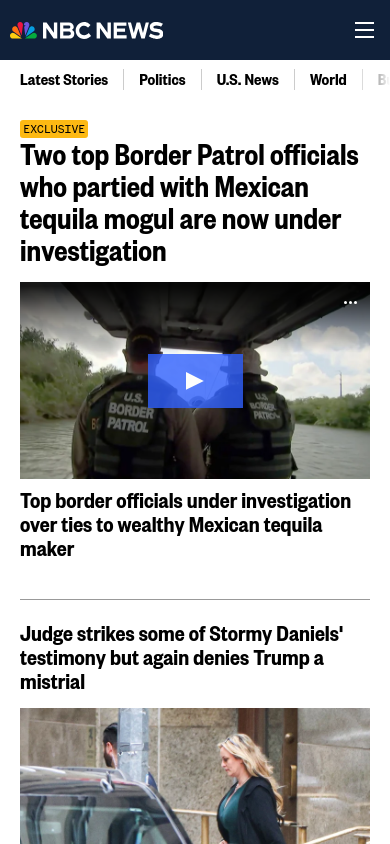 NBC NEWS
Latest Stories
Politics
U.S. News
World
EXCLUSIVE
Two top Border Patrol officials
who partied with Mexican
tequila mogul are now under
investigation
U.S.
BORDER
PATROL
U.S.
BORDER
PATROL
Top border officials under investigation
over ties to wealthy Mexican tequila
maker
Judge strikes some of Stormy Daniels'
testimony but again denies Trump a
mistrial